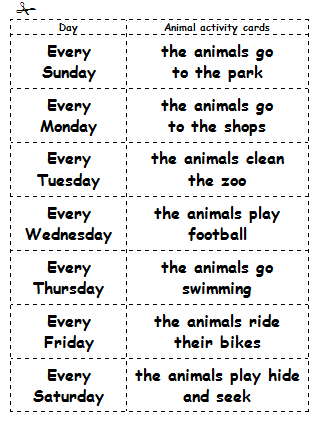 Day Animal activity cards
Every the animals go
Sunday to the park
Every the animals go
Monday to the shops
Every the animals clean
Tuesday the zoo
Every the animals play
Wednesday football
Every the animals go
Thursday swimming
Every the animals ride
Friday their bikes
Every the animals play hide
Saturday and seek